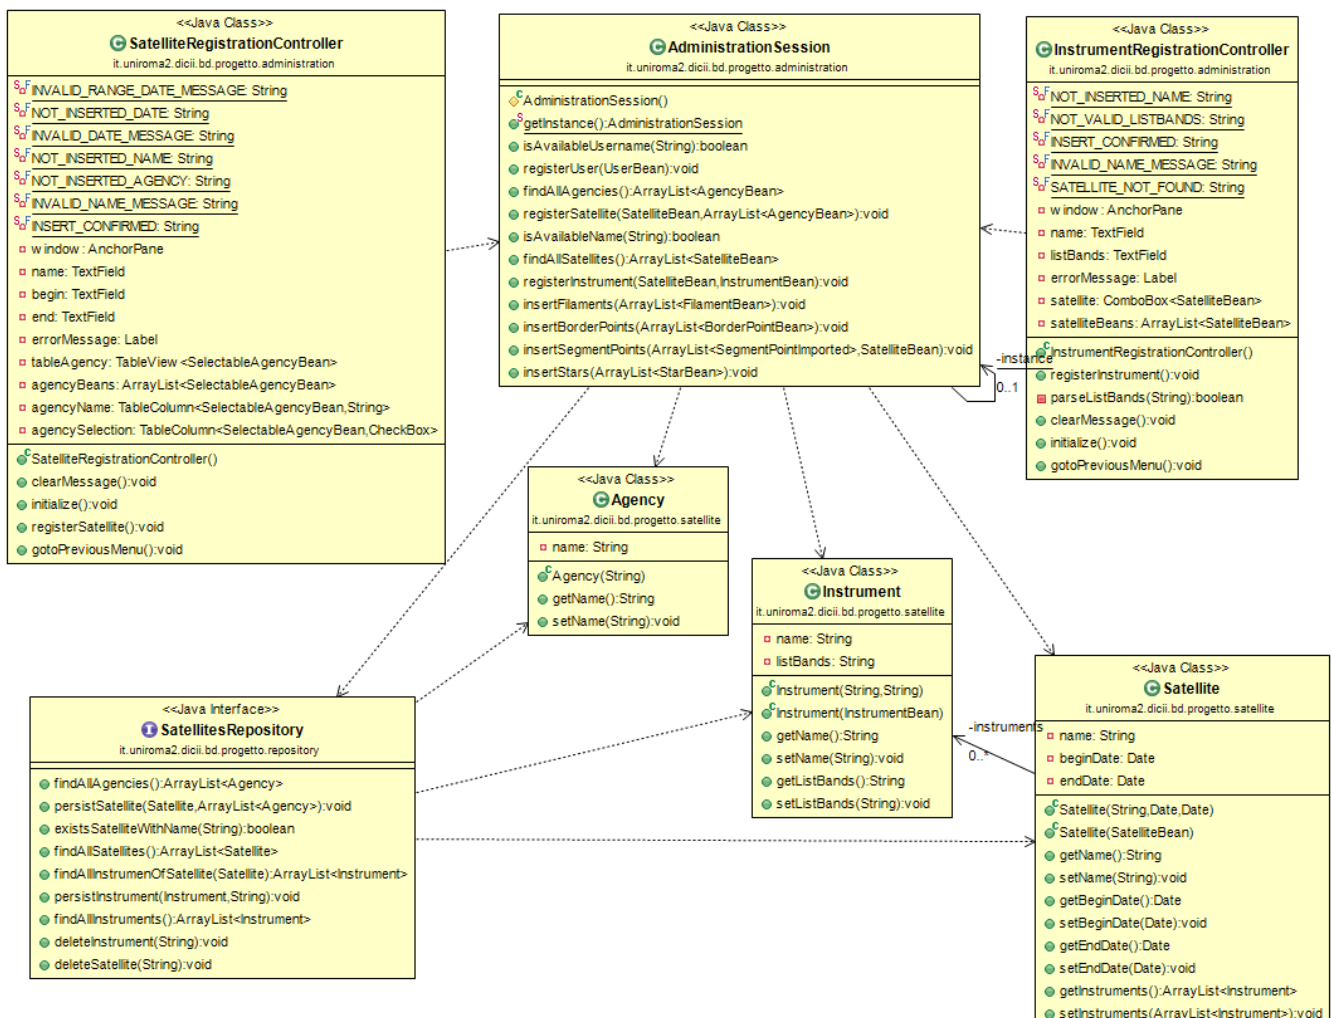 <<Java Class>>
SatelliteRegistrationController
it.uniroma2.dicii.bd.progetto.administration
INVALID_RANGE_DATE_MESSAGE: String
NOT_INSERTED_DATE: String
INVALID_DATE_MESSAGE: String
NOT_INSERTED_NAME: String
NOT_INSERTED_AGENCY: String
INVALID_NAME_MESSAGE: String
INSERT_CONFIRMED: String
window: AnchorPane
name: TextField
begin: TextField
end: TextField
errorMessage: Label
tableAgency: TableView<SelectableAgencyBean>
agencyBeans: ArrayList<SelectableAgencyBean>
agencyName: TableColumn<SelectableAgencyBean,String>
agencySelection: TableColumn<SelectableAgencyBean,CheckBox>
SatelliteRegistrationController()
clearMessage():void
initialize():void
registerSatellite():void
gotoPreviousMenu():void
<<Java Class>>
AdministrationSession
it.uniroma2.dicii.bd.progetto.administration
AdministrationSession()
getInstance():AdministrationSession
isAvailableUsername(String):boolean
registerUser(UserBean):void
findAllAgencies():ArrayList<AgencyBean>
registerSatellite(SatelliteBean,ArrayList<AgencyBean>):void
isAvailableName(String):boolean
findAllSatellites():ArrayList<SatelliteBean>
registerInstrument(SatelliteBean,InstrumentBean):void
insertFilaments(ArrayList<FilamentBean>):void
insertBorderPoints(ArrayList<BorderPointBean>):void
insertSegmentPoints(ArrayList<SegmentPointImported>,SatelliteBean):void
insertStars(ArrayList<StarBean>):void
-instance
0..1
<<Java Class>>
InstrumentRegistrationController
it.uniroma2.dicii.bd.progetto.administration
NOT_INSERTED_NAME: String
NOT_VALID_LISTBANDS: String
INSERT_CONFIRMED: String
INVALID_NAME_MESSAGE: String
SATELLITE_NOT_FOUND: String
window: AnchorPane
name: TextField
listBands: TextField
errorMessage: Label
satellite: ComboBox<SatelliteBean>
satelliteBeans: ArrayList<SatelliteBean>
InstrumentRegistrationController()
registerInstrument():void
parseListBands(String):boolean
clearMessage():void
initialize():void
gotoPreviousMenu():void
<<Java Class>>
Agency
it.uniroma2.dicii.bd.progetto.satellite
name: String
Agency(String)
getName():String
setName(String):void
<<Java Class>>
Instrument
it.uniroma2.dicii.bd.progetto.satellite
name: String
listBands: String
Instrument(String,String)
Instrument(InstrumentBean)
getName():String
setName(String):void
getListBands():String
setListBands(String):void
-instruments
0..*
<<Java Interface>>
SatellitesRepository
it.uniroma2.dicii.bd.progetto.repository
findAllAgencies():ArrayList<Agency>
persistSatellite(Satellite,ArrayList<Agency>):void
existsSatelliteWithName(String):boolean
findAllSatellites():ArrayList<Satellite>
findAllInstrumenOfSatellite(Satellite):ArrayList<Instrument>
persistInstrument(Instrument,String):void
findAllInstruments():ArrayList<Instrument>
deleteInstrument(String):void
deleteSatellite(String):void
<<Java Class>>
Satellite
it.uniroma2.dicii.bd.progetto.satellite
name: String
beginDate: Date
endDate: Date
Satellite(String,Date,Date)
Satellite(SatelliteBean)
getName():String
setName(String):void
getBeginDate():Date
setBeginDate(Date):void
getEndDate():Date
setEndDate(Date):void
getInstruments():ArrayList<Instrument>
setInstruments(ArrayList<Instrument>):void